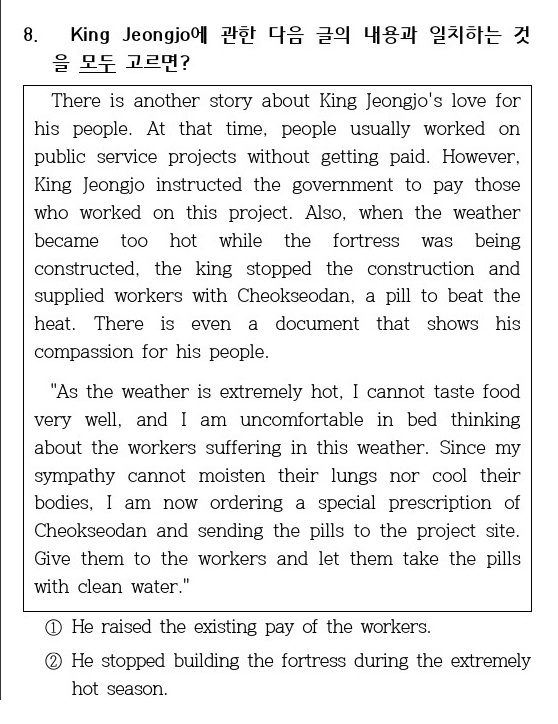 8. King Jeongjo에 관한 다음 글의 내용과 일치하는 것
을 모두 고르면?
There is another story about King Jeongjo's love for
his people. At that time, people usually worked on
public service projects without getting paid. However,
King Jeongjo instructed the government to pay those
who worked on this project. Also, when the weather
became too hot while the fortress was being
constructed, the king stopped the construction and
supplied workers with Cheokseodan, a pill to beat the
heat. There is even a document that shows his
compassion for his people.
"As the weather is extremely hot, I cannot taste food
very well, and I am uncomfortable in bed thinking
about the workers suffering in this weather. Since my
sympathy cannot moisten their lungs nor cool their
bodies, I am now ordering a special prescription of
Cheokseodan and sending the pills to the project site.
Give them to the workers and let them take the pills
with clean water."
① He raised the existing pay of the workers.
② He stopped building the fortress during the extremely
hot season.